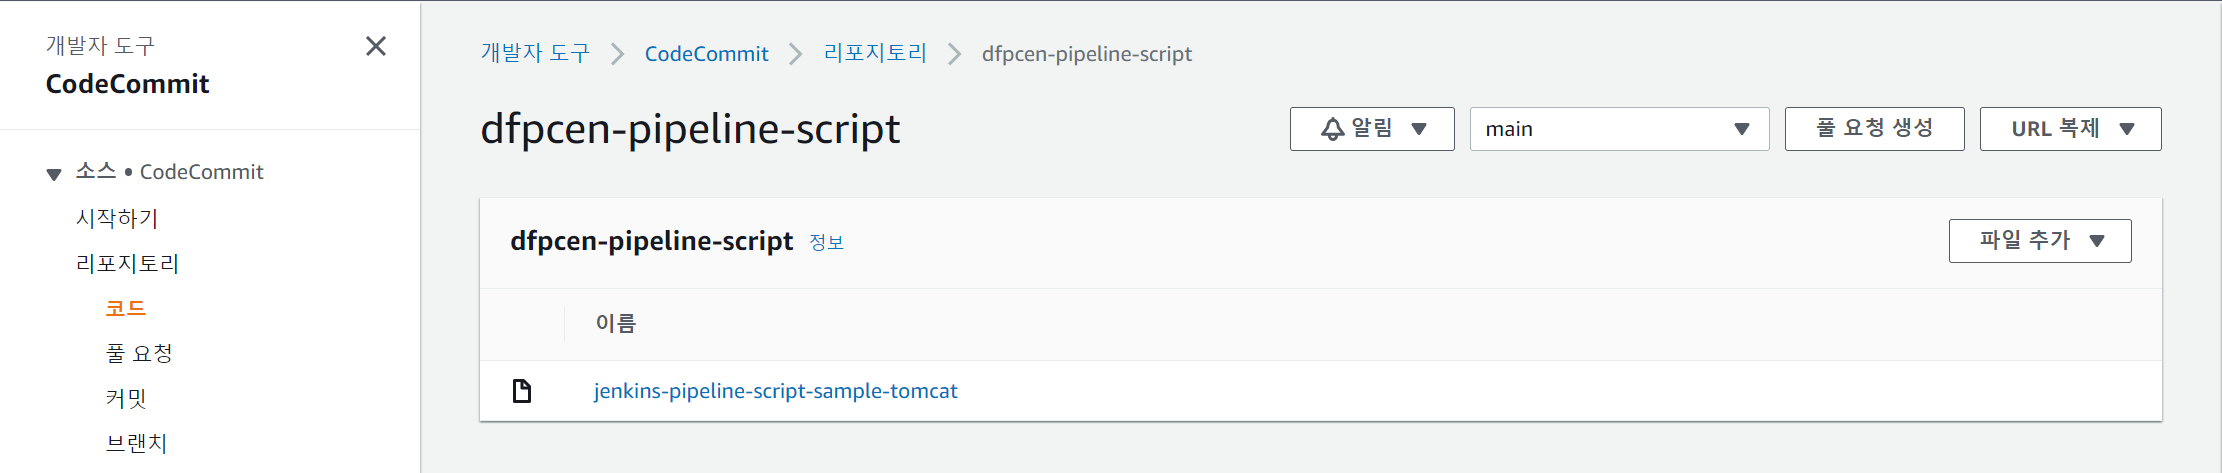 개발자 도구
CodeCommit
소스 • CodeCommit
시작하기
리포지토리
코드
풀 요청
커밋
브랜치
개발자 도구 > CodeCommit > 리포지토리 > dfpcen-pipeline-script
dfpcen-pipeline-script
알림 main 풀 요청 생성 URL 복제
dfpcen-pipeline-script 정보 파일 추가
이름
jenkins-pipeline-script-sample-tomcat